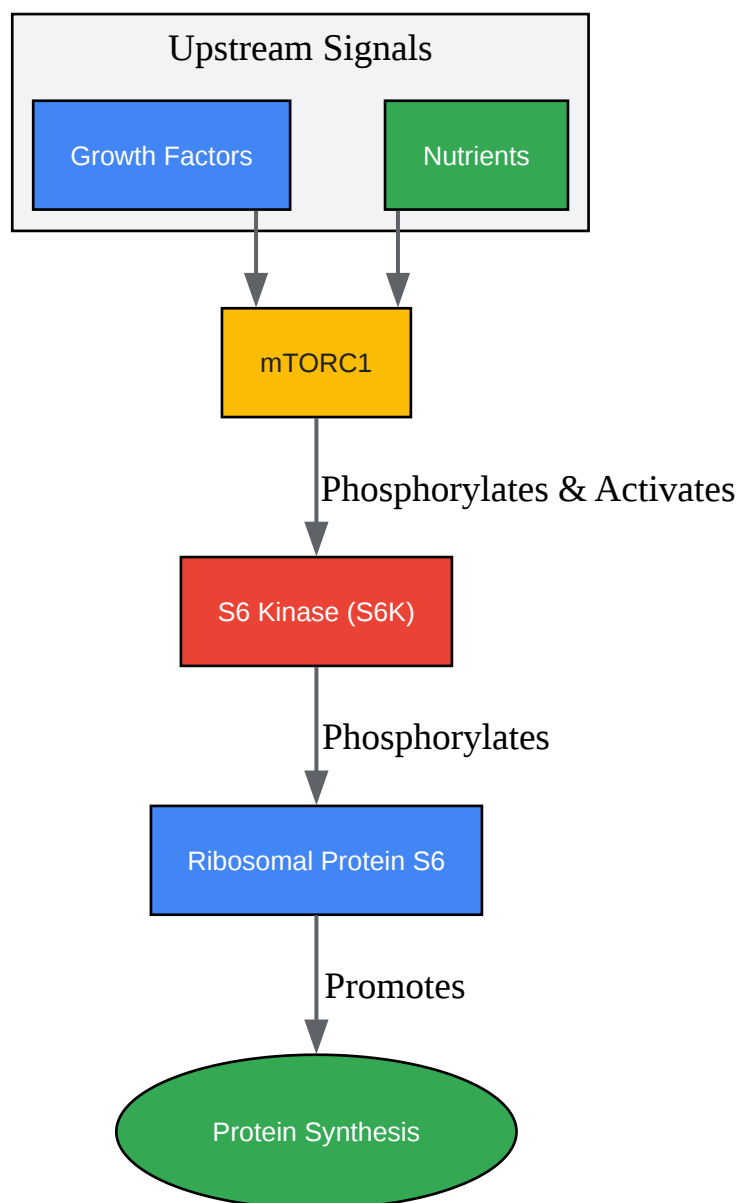 Upstream Signals
Growth Factors
Nutrients
mTORC1
Phosphorylates & Activates
S6 Kinase (S6K)
Phosphorylates
Ribosomal Protein S6
Promotes
Protein Synthesis